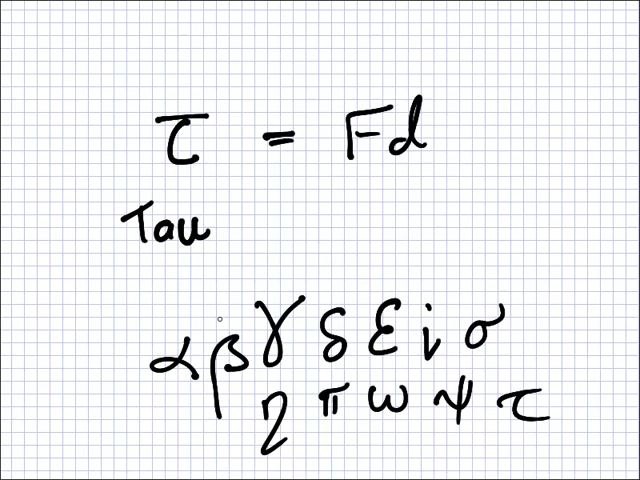 τ = Fd
Tau
α β γ δ ε i σ
η π ω ψ τ